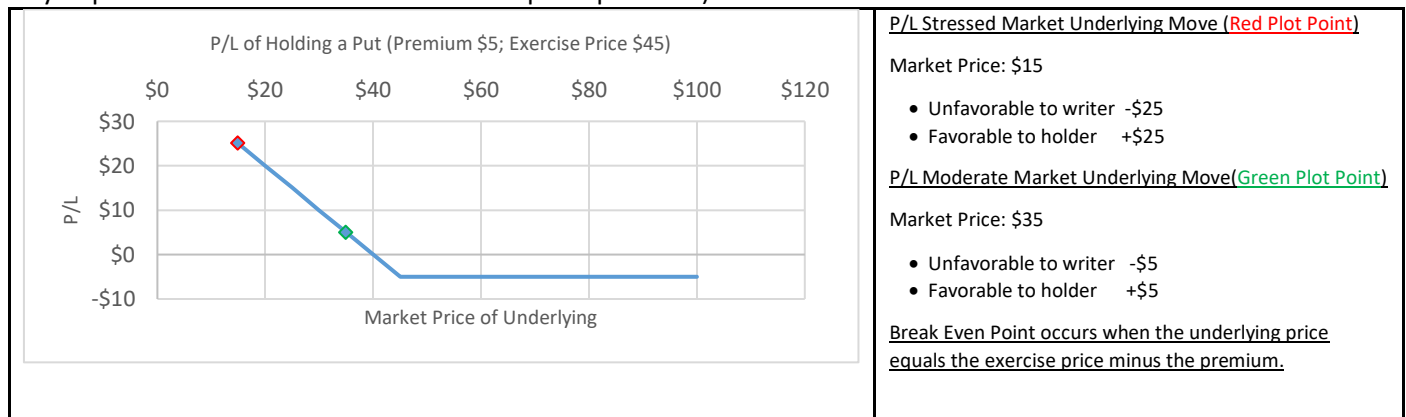 P/L of Holding a Put (Premium $5; Exercise Price $45)
$0 $20 $40 $60 $80 $100 $120
$30
$20
$10
$0
-$10
P/L
Market Price of Underlying
P/L Stressed Market Underlying Move (Red Plot Point)
Market Price: $15
• Unfavorable to writer -$25
• Favorable to holder +$25
P/L Moderate Market Underlying Move(Green Plot Point)
Market Price: $35
• Unfavorable to writer -$5
• Favorable to holder +$5
Break Even Point occurs when the underlying price
equals the exercise price minus the premium.